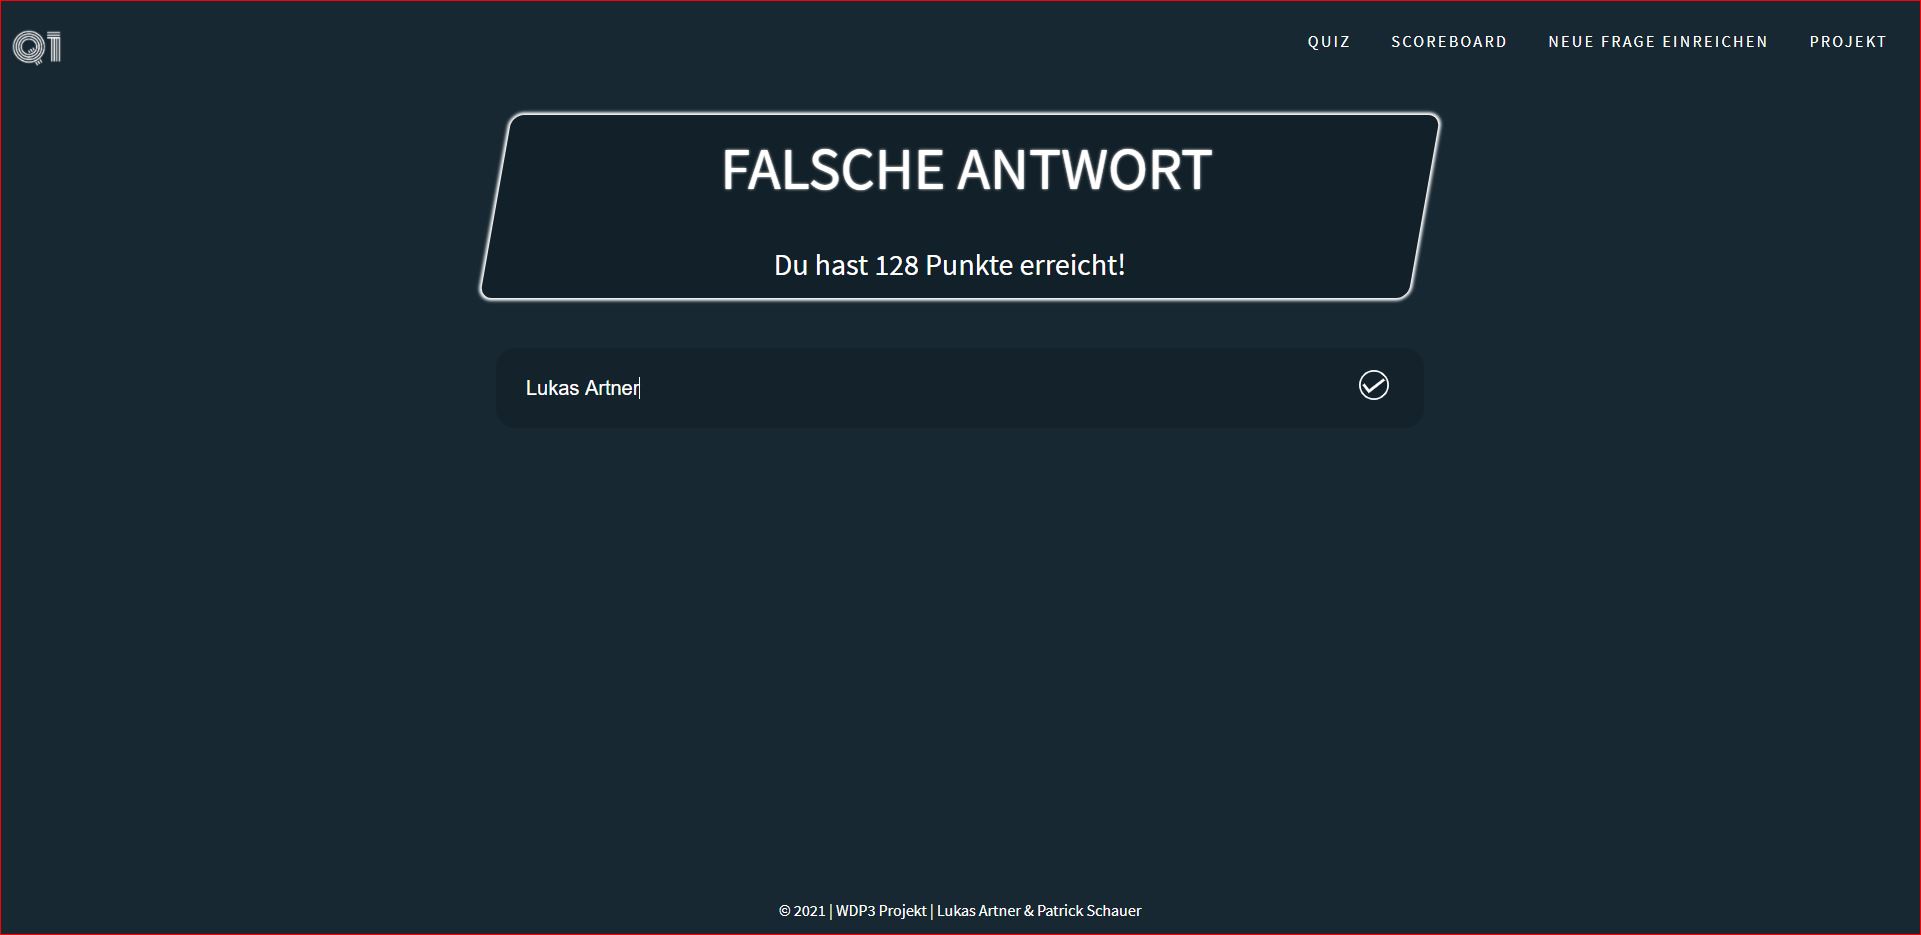 Q1
QUIZ SCOREBOARD NEUE FRAGE EINREICHEN PROJEKT
FALSCHE ANTWORT
Du hast 128 Punkte erreicht!
Lukas Artner
© 2021 | WDP3 Projekt | Lukas Artner & Patrick Schauer